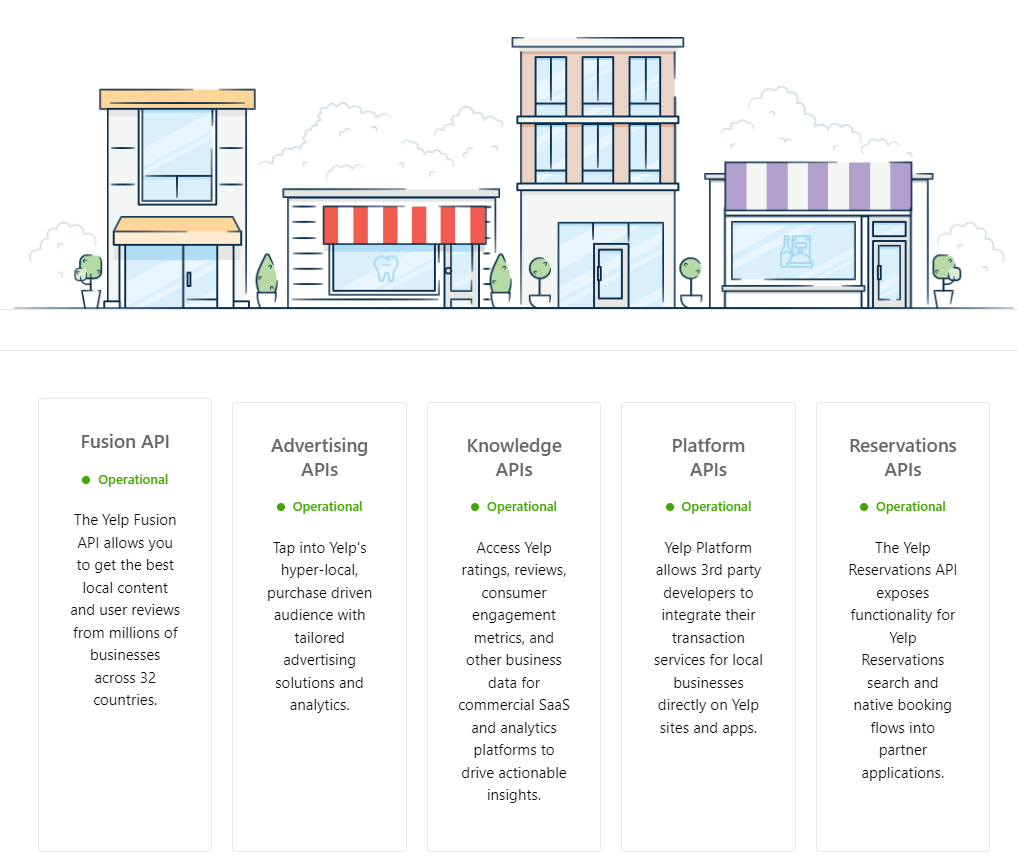 Fusion API
Operational
The Yelp Fusion
API allows you
to get the best
local content
and user reviews
from millions of
businesses
across 32
countries.
Advertising
APIs
Operational
Tap into Yelp's
hyper-local,
purchase driven
audience with
tailored
advertising
solutions and
analytics.
Knowledge
APIs
Operational
Access Yelp
ratings, reviews,
consumer
engagement
metrics, and
other business
data for
commercial SaaS
and analytics
platforms to
drive actionable
insights.
Platform
APIs
Operational
Yelp Platform
allows 3rd party
developers to
integrate their
transaction
services for local
businesses
directly on Yelp
sites and apps.
Reservations
APIs
Operational
The Yelp
Reservations API
exposes
functionality for
Yelp
Reservations
search and
native booking
flows into
partner
applications.